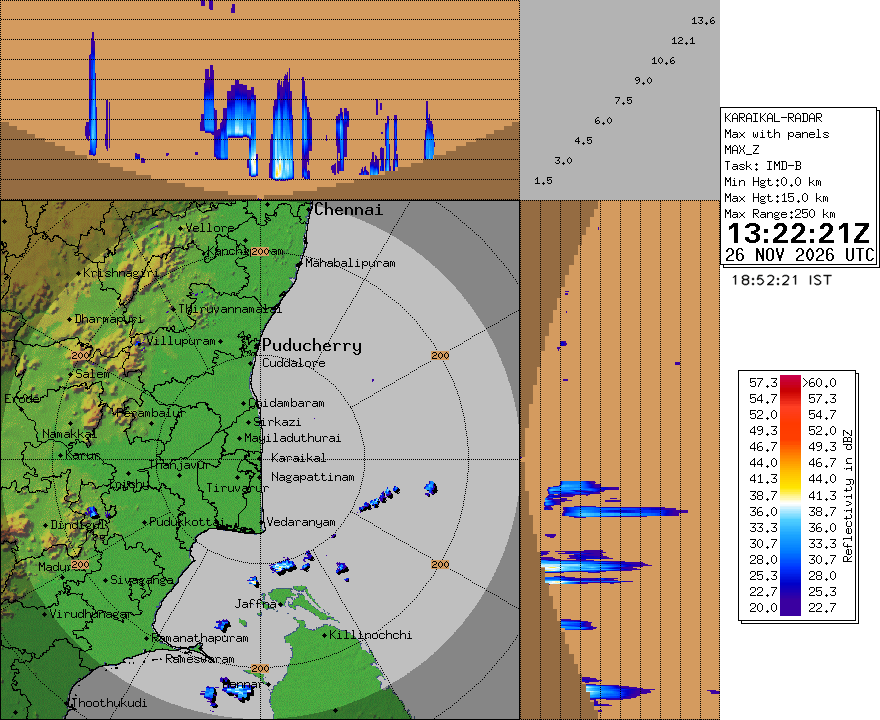 13.6
12.1
10.6
9.0
7.5
6.0
4.5
3.0
1.5
KARAIKAL-RADAR
Max with panels
MAX_Z
Task: IMD-B
Min Hgt:0.0 km
Max Hgt:15.0 km
Max Range:250 km
13:22:21Z
26 NOV 2026 UTC
18:52:21 IST
Chennai
Vellore
200
Mahabalipuram
Krishnagiri
Thiruvannamalai
Dharmapuri
Villupuram
Puducherry
200
200
Cuddalore
Salem
Chidambaram
Perambalur
Sirkazi
Namakkal
Mayiladuthurai
Karur
Karaikal
Thanjavur
Nagapattinam
Tiruvarur
Pudukkottai
Vedaranyam
Dindigul
200
200
Sivaganga
Jaffna
Virudhunagar
Ramanathapuram
Killinochchi
Rameswaram
200
Thoothukudi
57.3 >60.0
54.7 57.3
52.0 54.7
49.3 52.0
46.7 49.3
44.0 46.7
41.3 44.0
38.7 41.3
36.0 38.7
33.3 36.0
30.7 33.3
28.0 30.7
25.3 28.0
22.7 25.3
20.0 22.7
Reflectivity in dBZ